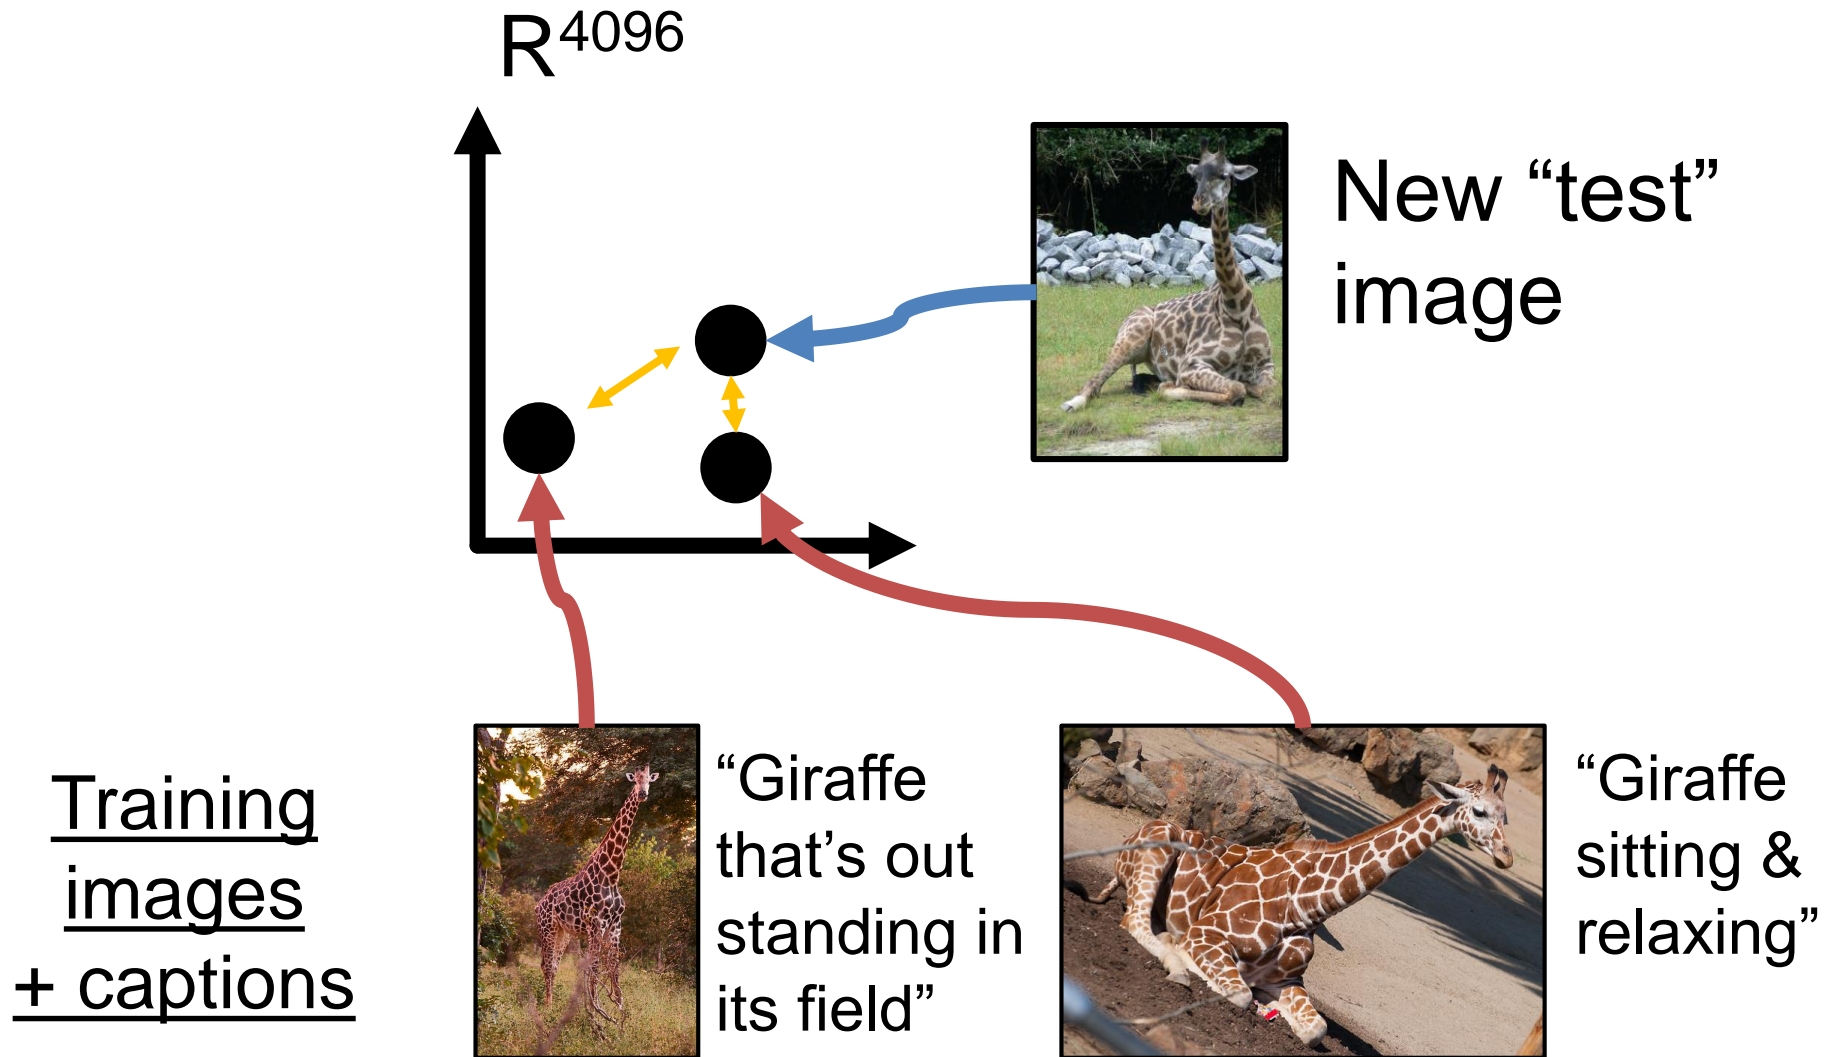 R4096
New “test”
image
Training
images
+ captions
“Giraffe
that’s out
standing in
its field”
“Giraffe
sitting &
relaxing”